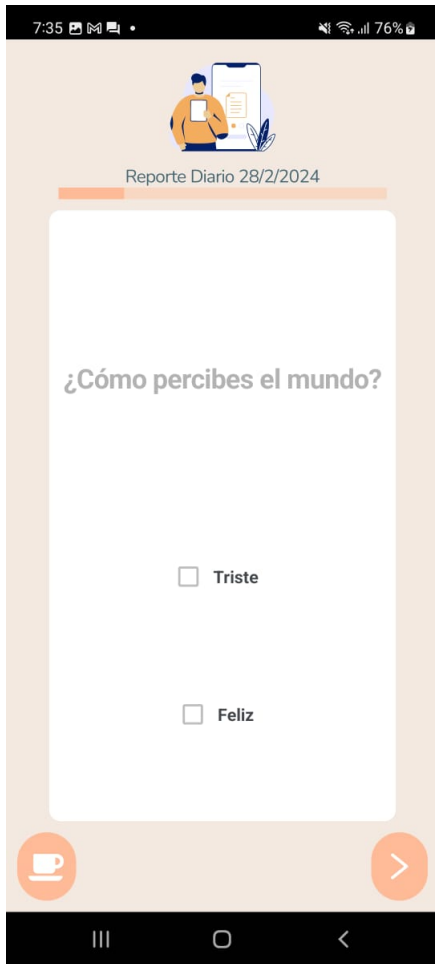 7:35
76%
Reporte Diario 28/2/2024
¿Cómo percibes el mundo?
Triste
Feliz